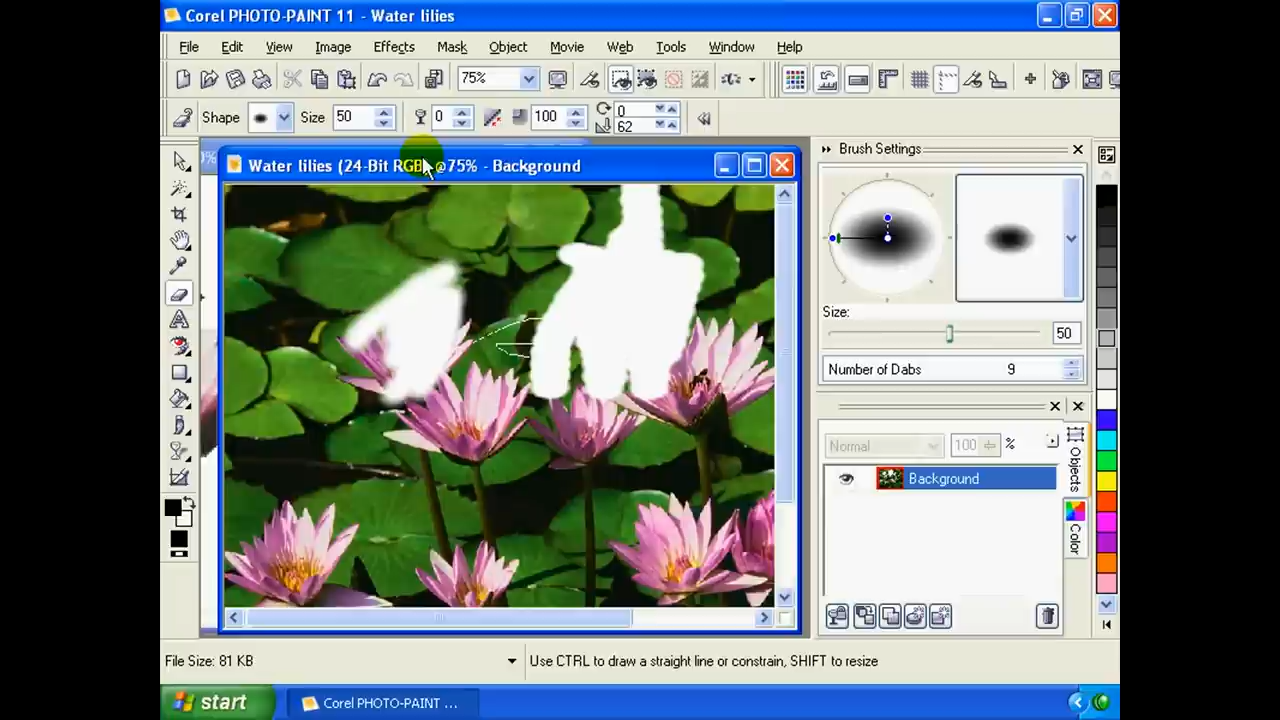 Corel PHOTO-PAINT 11 - Water lilies
File Edit View Image Effects Mask Object Movie Web Tools Window Help
75%
Shape Size 50 0 100 0
62
Water lilies (24-Bit RGB) @75% - Background
Brush Settings
Size:
50
Number of Dabs 9
Normal 100 %
Background
Objects
Color
File Size: 81 KB
Use CTRL to draw a straight line or constrain, SHIFT to resize
start
Corel PHOTO-PAINT ...